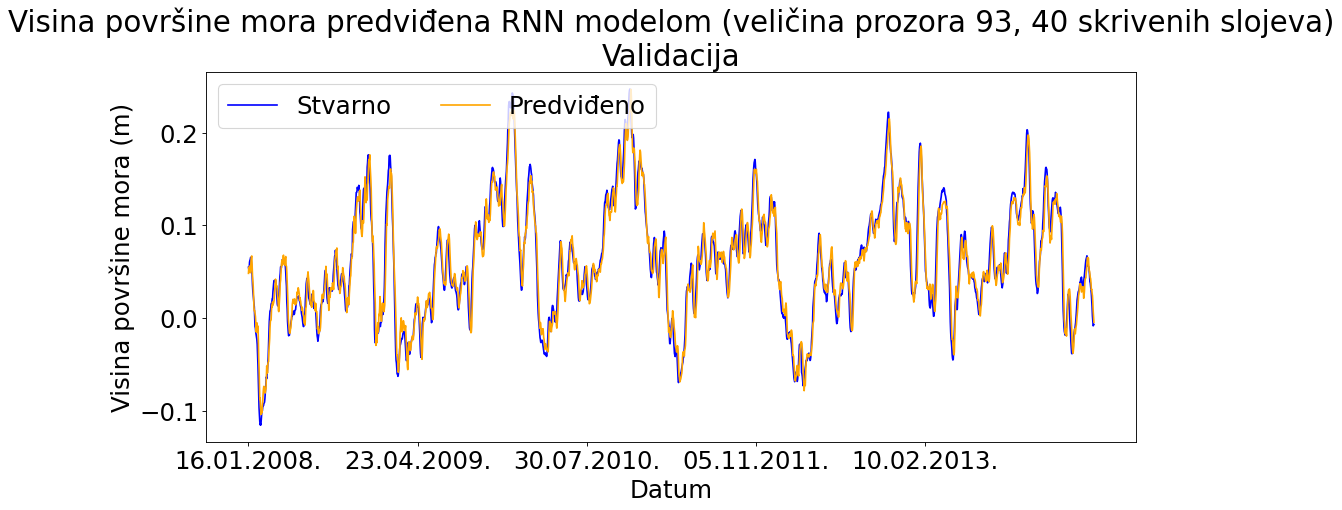 Visina površine mora predviđena RNN modelom (veličina prozora 93, 40 skrivenih slojeva)
Validacija
Stvarno
Predviđeno
Visina površine mora (m)
0.2
0.1
0.0
−0.1
16.01.2008.
23.04.2009.
30.07.2010.
05.11.2011.
10.02.2013.
Datum